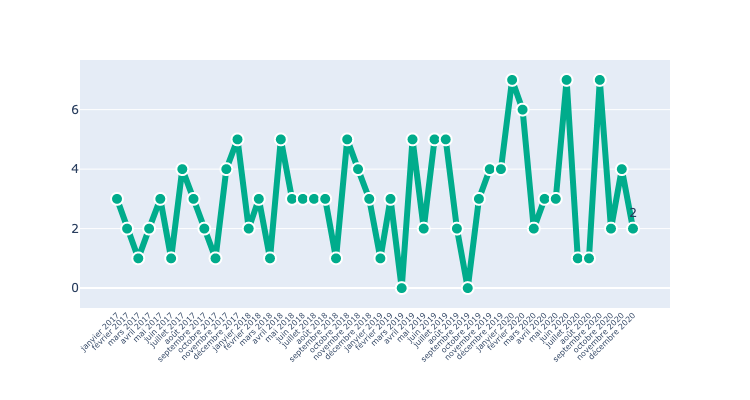 6
4
2
0
2
janvier 2017
février 2017
mars 2017
avril 2017
mai 2017
juin 2017
juillet 2017
août 2017
septembre 2017
octobre 2017
novembre 2017
décembre 2017
janvier 2018
février 2018
mars 2018
avril 2018
mai 2018
juin 2018
juillet 2018
août 2018
septembre 2018
octobre 2018
novembre 2018
décembre 2018
janvier 2019
février 2019
mars 2019
avril 2019
mai 2019
juin 2019
juillet 2019
août 2019
septembre 2019
octobre 2019
novembre 2019
décembre 2019
janvier 2020
février 2020
mars 2020
avril 2020
mai 2020
juin 2020
juillet 2020
août 2020
septembre 2020
octobre 2020
novembre 2020
décembre 2020